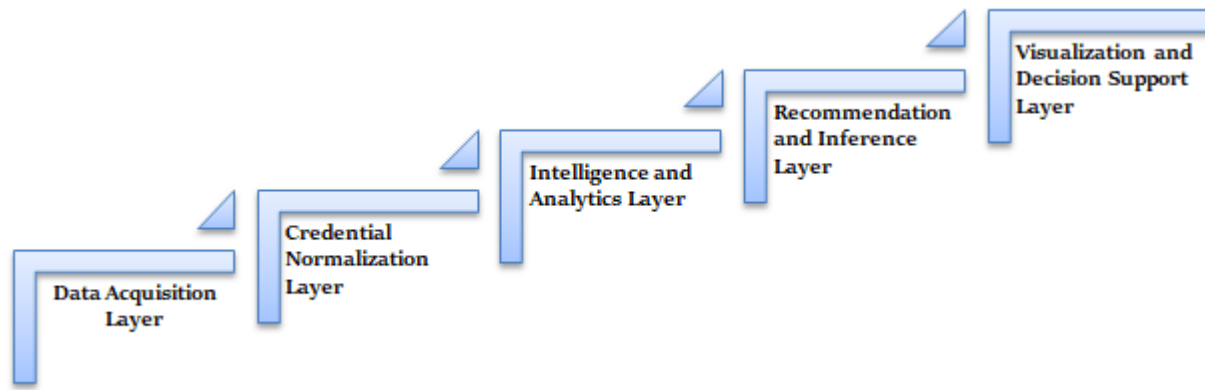 Data Acquisition
Layer
Credential
Normalization
Layer
Intelligence and
Analytics Layer
Recommendation
and Inference
Layer
Visualization and
Decision Support
Layer